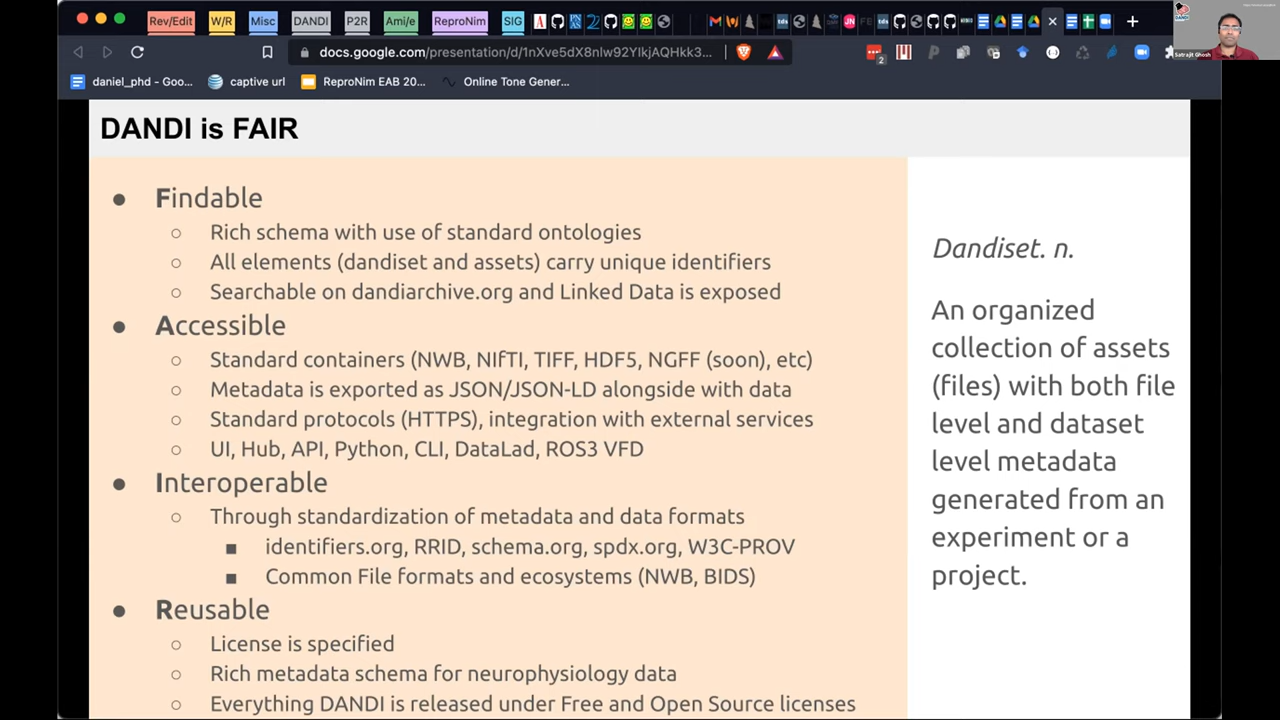 Rev/Edit W/R Misc DANDI P2R Ami/e ReproNim SIG
docs.google.com/presentation/d/1nXve5dX8nlw92YIkjAQHkk3...
2
daniel_phd - Goo... captive url ReproNim EAB 20... Online Tone Gener...
Satrajit Ghosh
DANDI is FAIR
● Findable
○ Rich schema with use of standard ontologies
○ All elements (dandiset and assets) carry unique identifiers
○ Searchable on dandiarchive.org and Linked Data is exposed
● Accessible
○ Standard containers (NWB, NIfTI, TIFF, HDF5, NGFF (soon), etc)
○ Metadata is exported as JSON/JSON-LD alongside with data
○ Standard protocols (HTTPS), integration with external services
○ UI, Hub, API, Python, CLI, DataLad, ROS3 VFD
● Interoperable
○ Through standardization of metadata and data formats
■ identifiers.org, RRID, schema.org, spdx.org, W3C-PROV
■ Common File formats and ecosystems (NWB, BIDS)
● Reusable
○ License is specified
○ Rich metadata schema for neurophysiology data
○ Everything DANDI is released under Free and Open Source licenses
Dandiset. n.
An organized
collection of assets
(files) with both file
level and dataset
level metadata
generated from an
experiment or a
project.